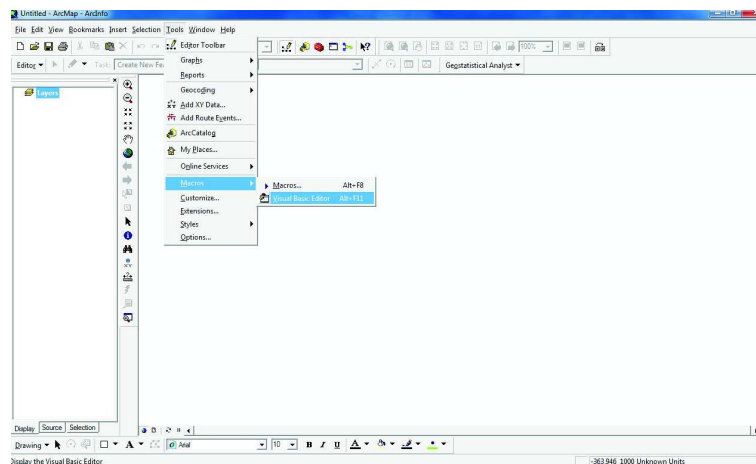 Untitled - ArcMap - ArcInfo
File Edit View Bookmarks Insert Selection Tools Window Help
Editor Toolbar
100%
Editor Task: Create New Fea
Geostatistical Analyst
Layers
Graphs
Reports
Geocoding
Add XY Data...
Add Route Events...
ArcCatalog
My Places...
Online Services
Macros
Macros... Alt+F8
Visual Basic Editor Alt+F11
Customize...
Extensions...
Styles
Options...
XY
Display Source Selection
Drawing A Arial 10 B I U A
Display the Visual Basic Editor
-363.946 1000 Unknown Units